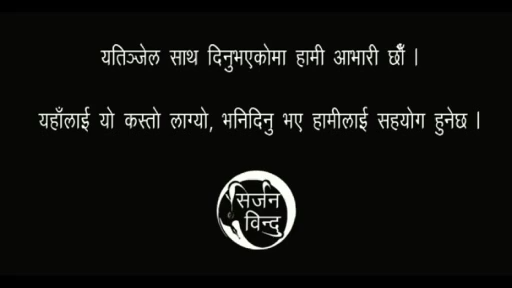 यतिञ्जेल साथ दिनुभएकोमा हामी आभारी छौँ ।
यहाँलाई यो कस्तो लाग्यो, भनिदिनु भए हामीलाई सहयोग हुनेछ ।
सिर्जन
विन्दु